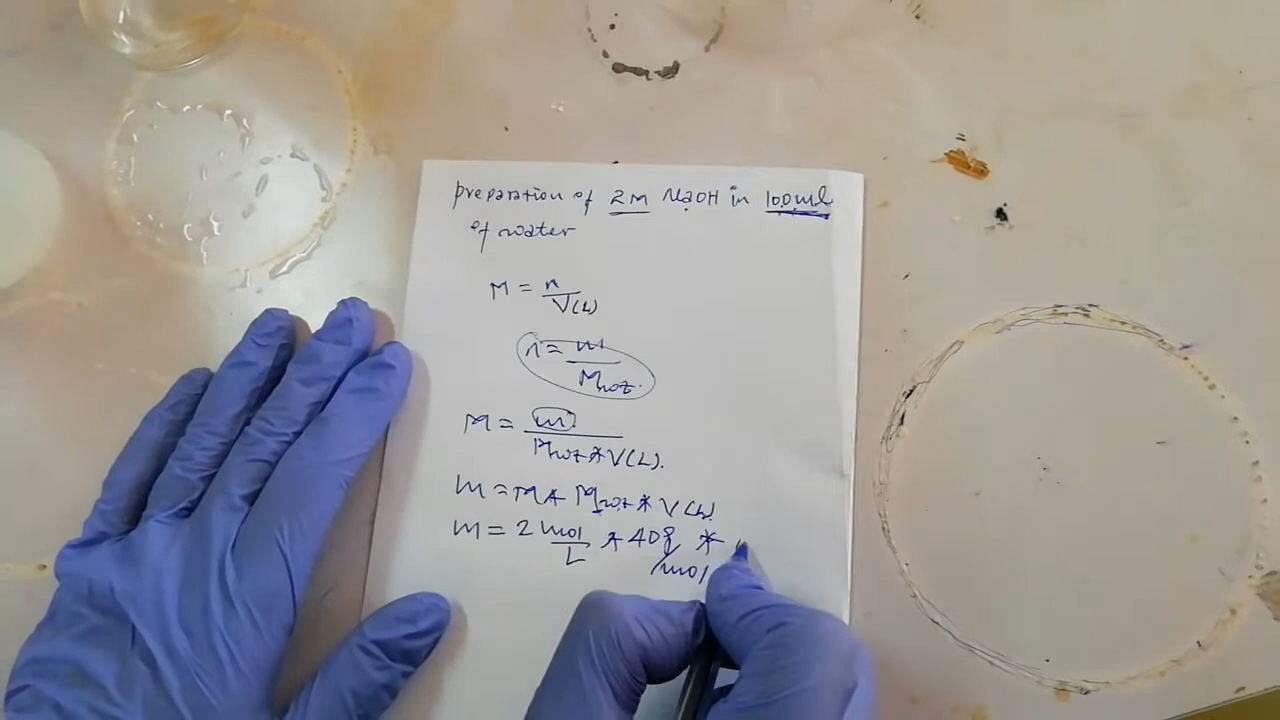 preparation of 2M NaOH in 100ml
of water
M = n / V(L)
n = m / Mwt.
M = m / Mwt * V(L).
m = M * Mwt * V(L).
m = 2 mol / L * 40g / mol *